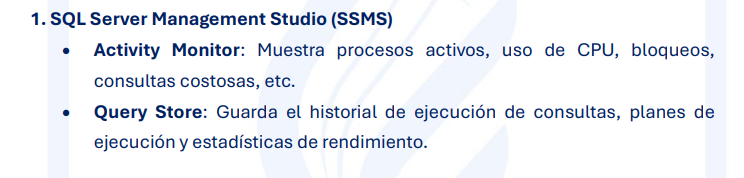 1. SQL Server Management Studio (SSMS)
• Activity Monitor: Muestra procesos activos, uso de CPU, bloqueos,
consultas costosas, etc.
• Query Store: Guarda el historial de ejecución de consultas, planes de
ejecución y estadísticas de rendimiento.